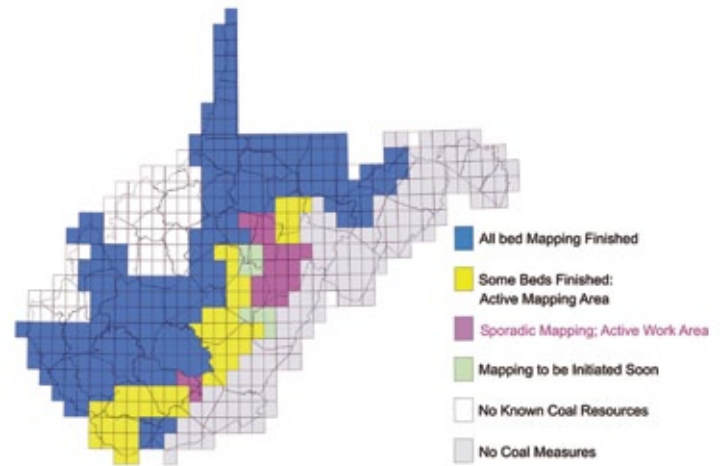 All bed Mapping Finished
Some Beds Finished:
Active Mapping Area
Sporadic Mapping; Active Work Area
Mapping to be Initiated Soon
No Known Coal Resources
No Coal Measures